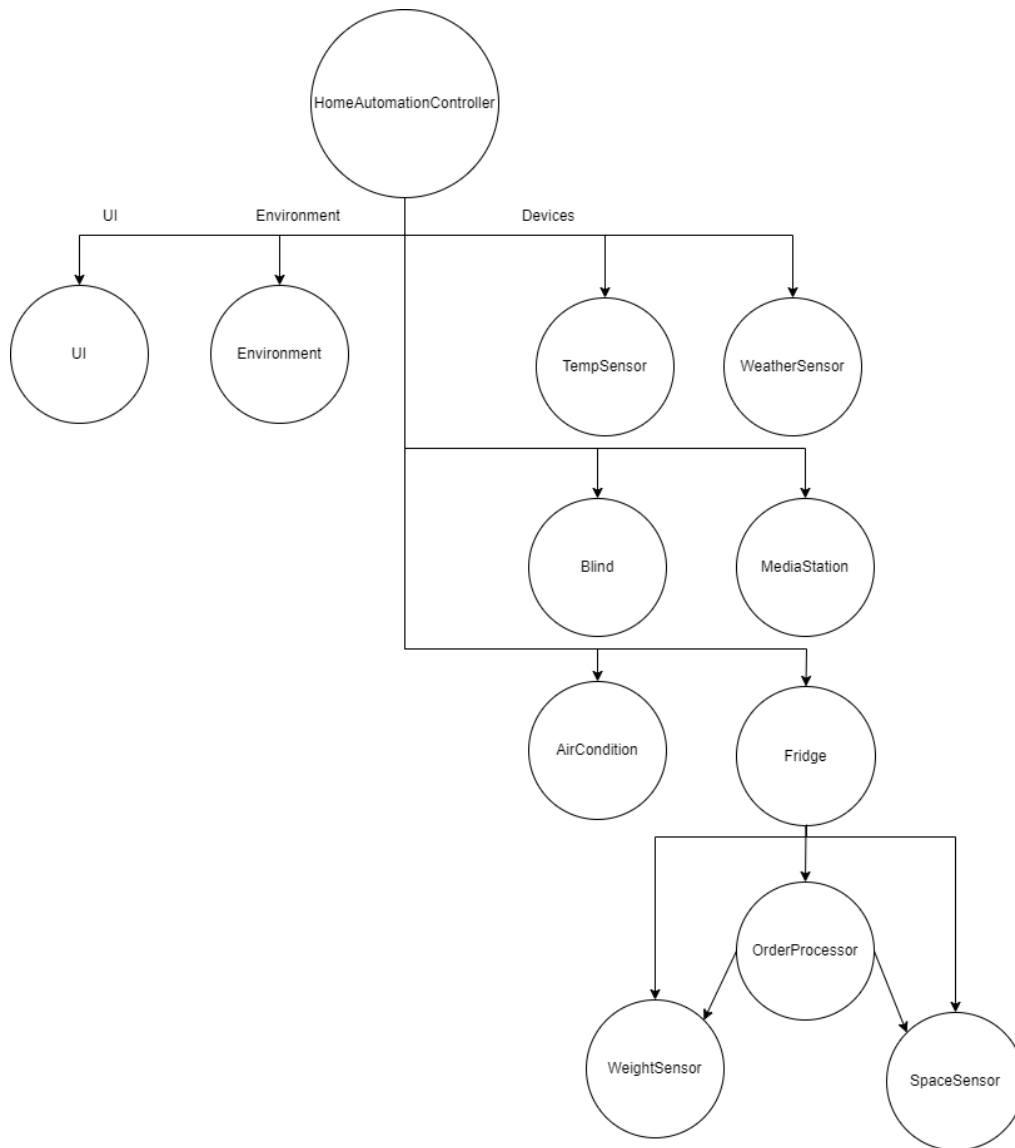 HomeAutomationController
UI
Environment
Devices
UI
Environment
TempSensor
WeatherSensor
Blind
MediaStation
AirCondition
Fridge
OrderProcessor
WeightSensor
SpaceSensor